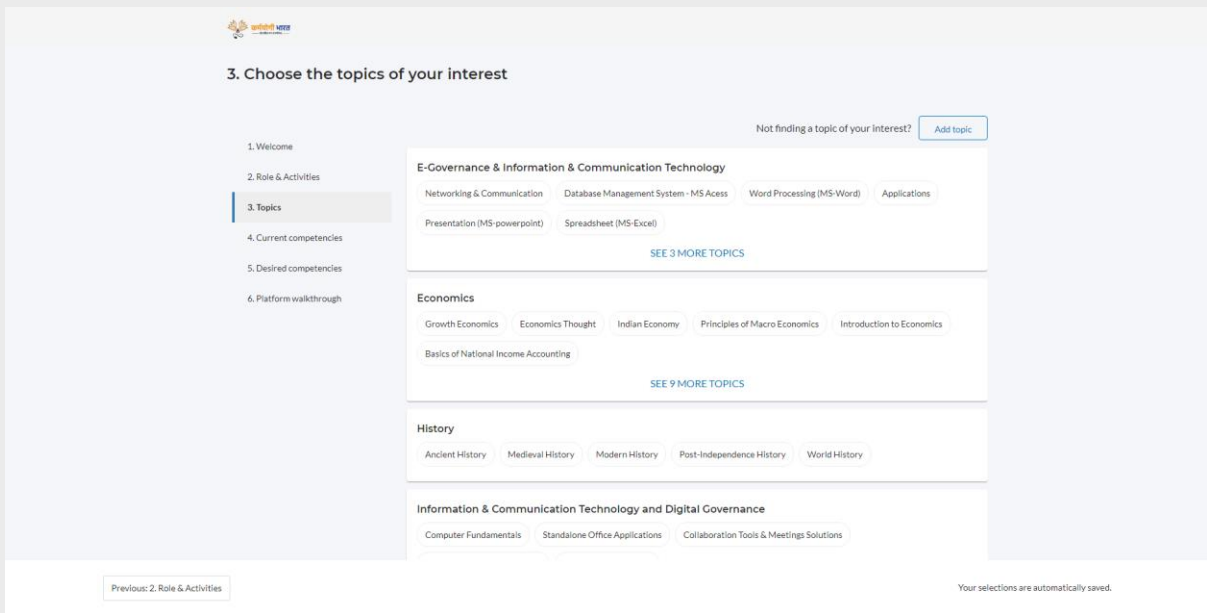 कर्मयोगी भारत
3. Choose the topics of your interest
Not finding a topic of your interest? Add topic
1. Welcome
2. Role & Activities
3. Topics
4. Current competencies
5. Desired competencies
6. Platform walkthrough
E-Governance & Information & Communication Technology
Networking & Communication Database Management System - MS Acess Word Processing (MS-Word) Applications
Presentation (MS-powerpoint) Spreadsheet (MS-Excel)
SEE 3 MORE TOPICS
Economics
Growth Economics Economics Thought Indian Economy Principles of Macro Economics Introduction to Economics
Basics of National Income Accounting
SEE 9 MORE TOPICS
History
Ancient History Medieval History Modern History Post-Independence History World History
Information & Communication Technology and Digital Governance
Computer Fundamentals Standalone Office Applications Collaboration Tools & Meetings Solutions
Previous: 2. Role & Activities
Your selections are automatically saved.